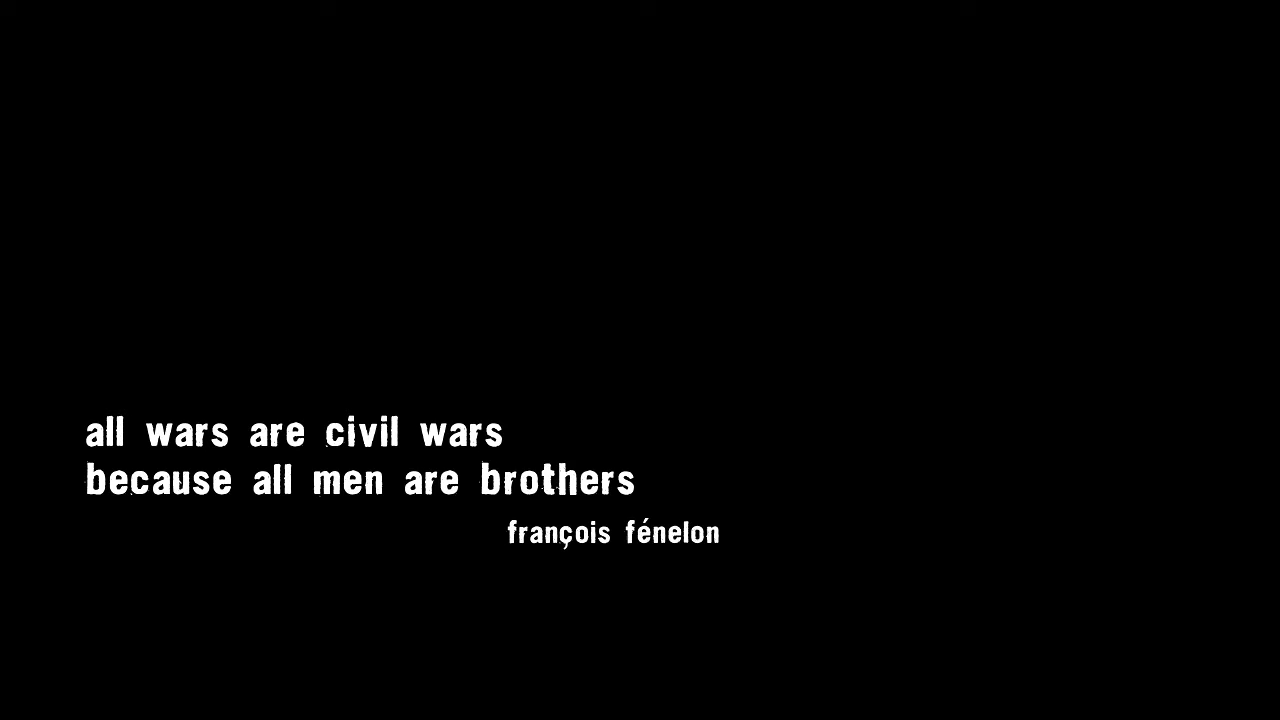 all wars are civil wars
because all men are brothers
françois fénelon